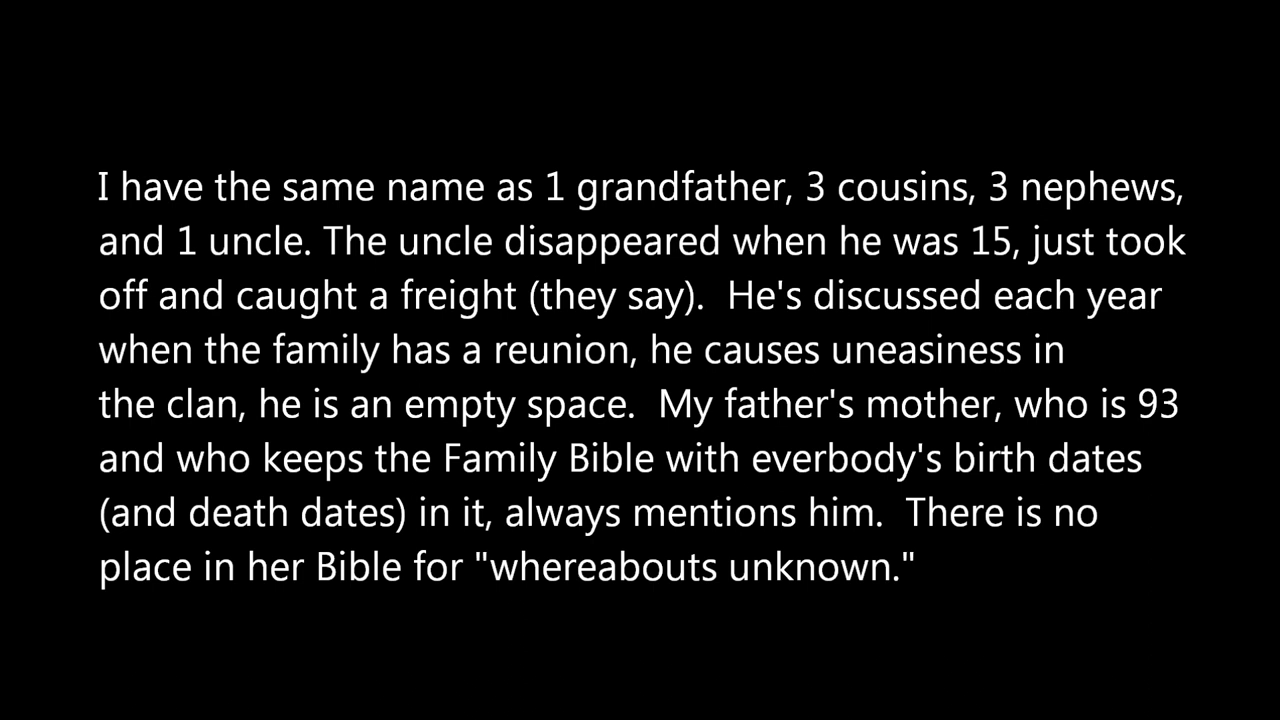 I have the same name as 1 grandfather, 3 cousins, 3 nephews,
and 1 uncle. The uncle disappeared when he was 15, just took
off and caught a freight (they say).  He's discussed each year
when the family has a reunion, he causes uneasiness in
the clan, he is an empty space.  My father's mother, who is 93
and who keeps the Family Bible with everbody's birth dates
(and death dates) in it, always mentions him.  There is no
place in her Bible for "whereabouts unknown."